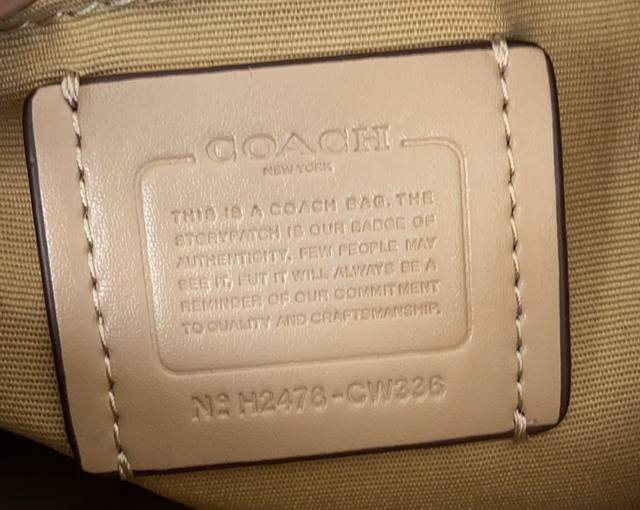 COACH
NEW YORK
THIS IS A COACH BAG. THE
STORYPATCH IS OUR BADGE OF
AUTHENTICITY. FEW PEOPLE MAY
SEE IT, BUT IT WILL ALWAYS BE A
REMINDER OF OUR COMMITMENT
TO QUALITY AND CRAFTSMANSHIP.
Nº H2478-CW336